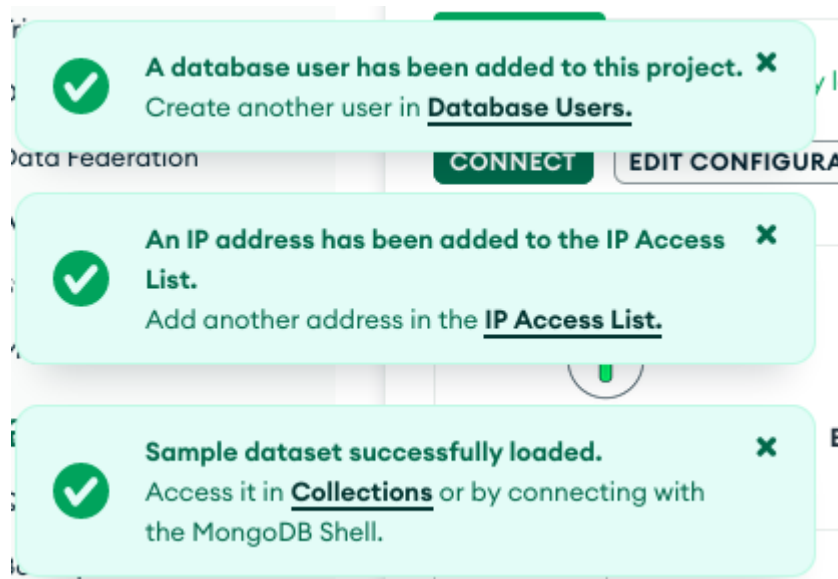 A database user has been added to this project.
Create another user in Database Users.
Data Federation
CONNECT
EDIT CONFIGURA
An IP address has been added to the IP Access
List.
Add another address in the IP Access List.
Sample dataset successfully loaded.
Access it in Collections or by connecting with
the MongoDB Shell.